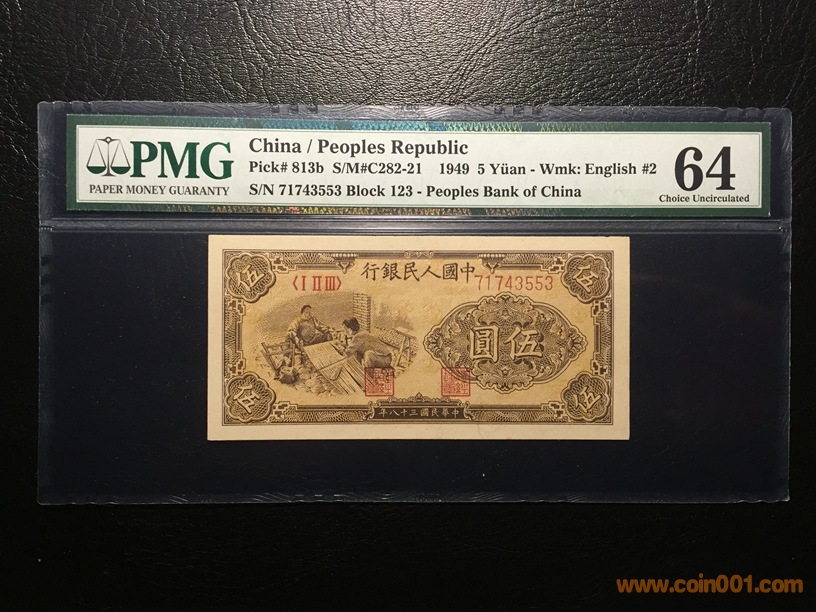 PMG
PAPER MONEY GUARANTY
China / Peoples Republic
Pick# 813b S/M#C282-21 1949 5 Yüan - Wmk: English #2
S/N 71743553 Block 123 - Peoples Bank of China
64
Choice Uncirculated
行銀民人國中
〈I II III〉
71743553
伍
伍
圓伍
伍
伍
年八十三國民華中
www.coin001.com